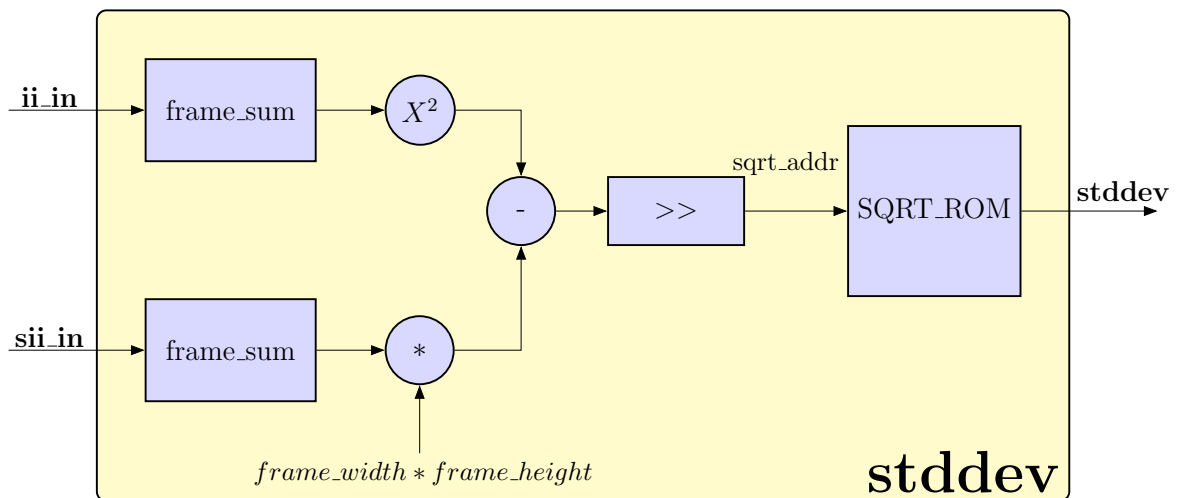 ii_in
frame_sum
X²
sqrt_addr
-
>>
SQRT_ROM
stddev
sii_in
frame_sum
*
frame_width * frame_height
stddev